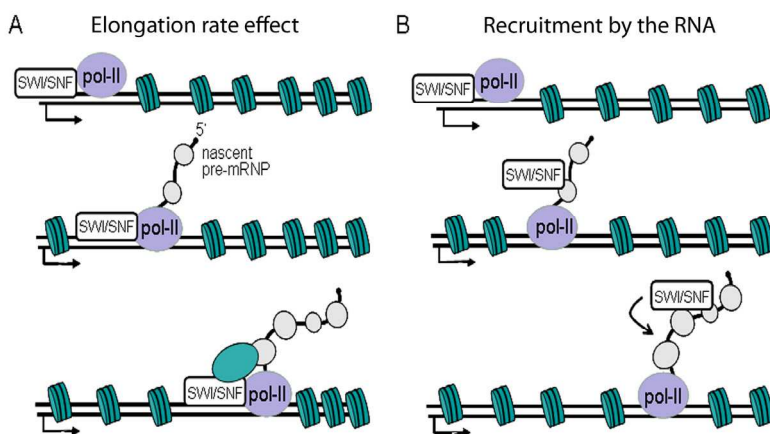 A Elongation rate effect
SWI/SNF pol-II
5'
nascent
pre-mRNP
SWI/SNF pol-II
SWI/SNF pol-II
B Recruitment by the RNA
SWI/SNF pol-II
SWI/SNF
pol-II
SWI/SNF
pol-II